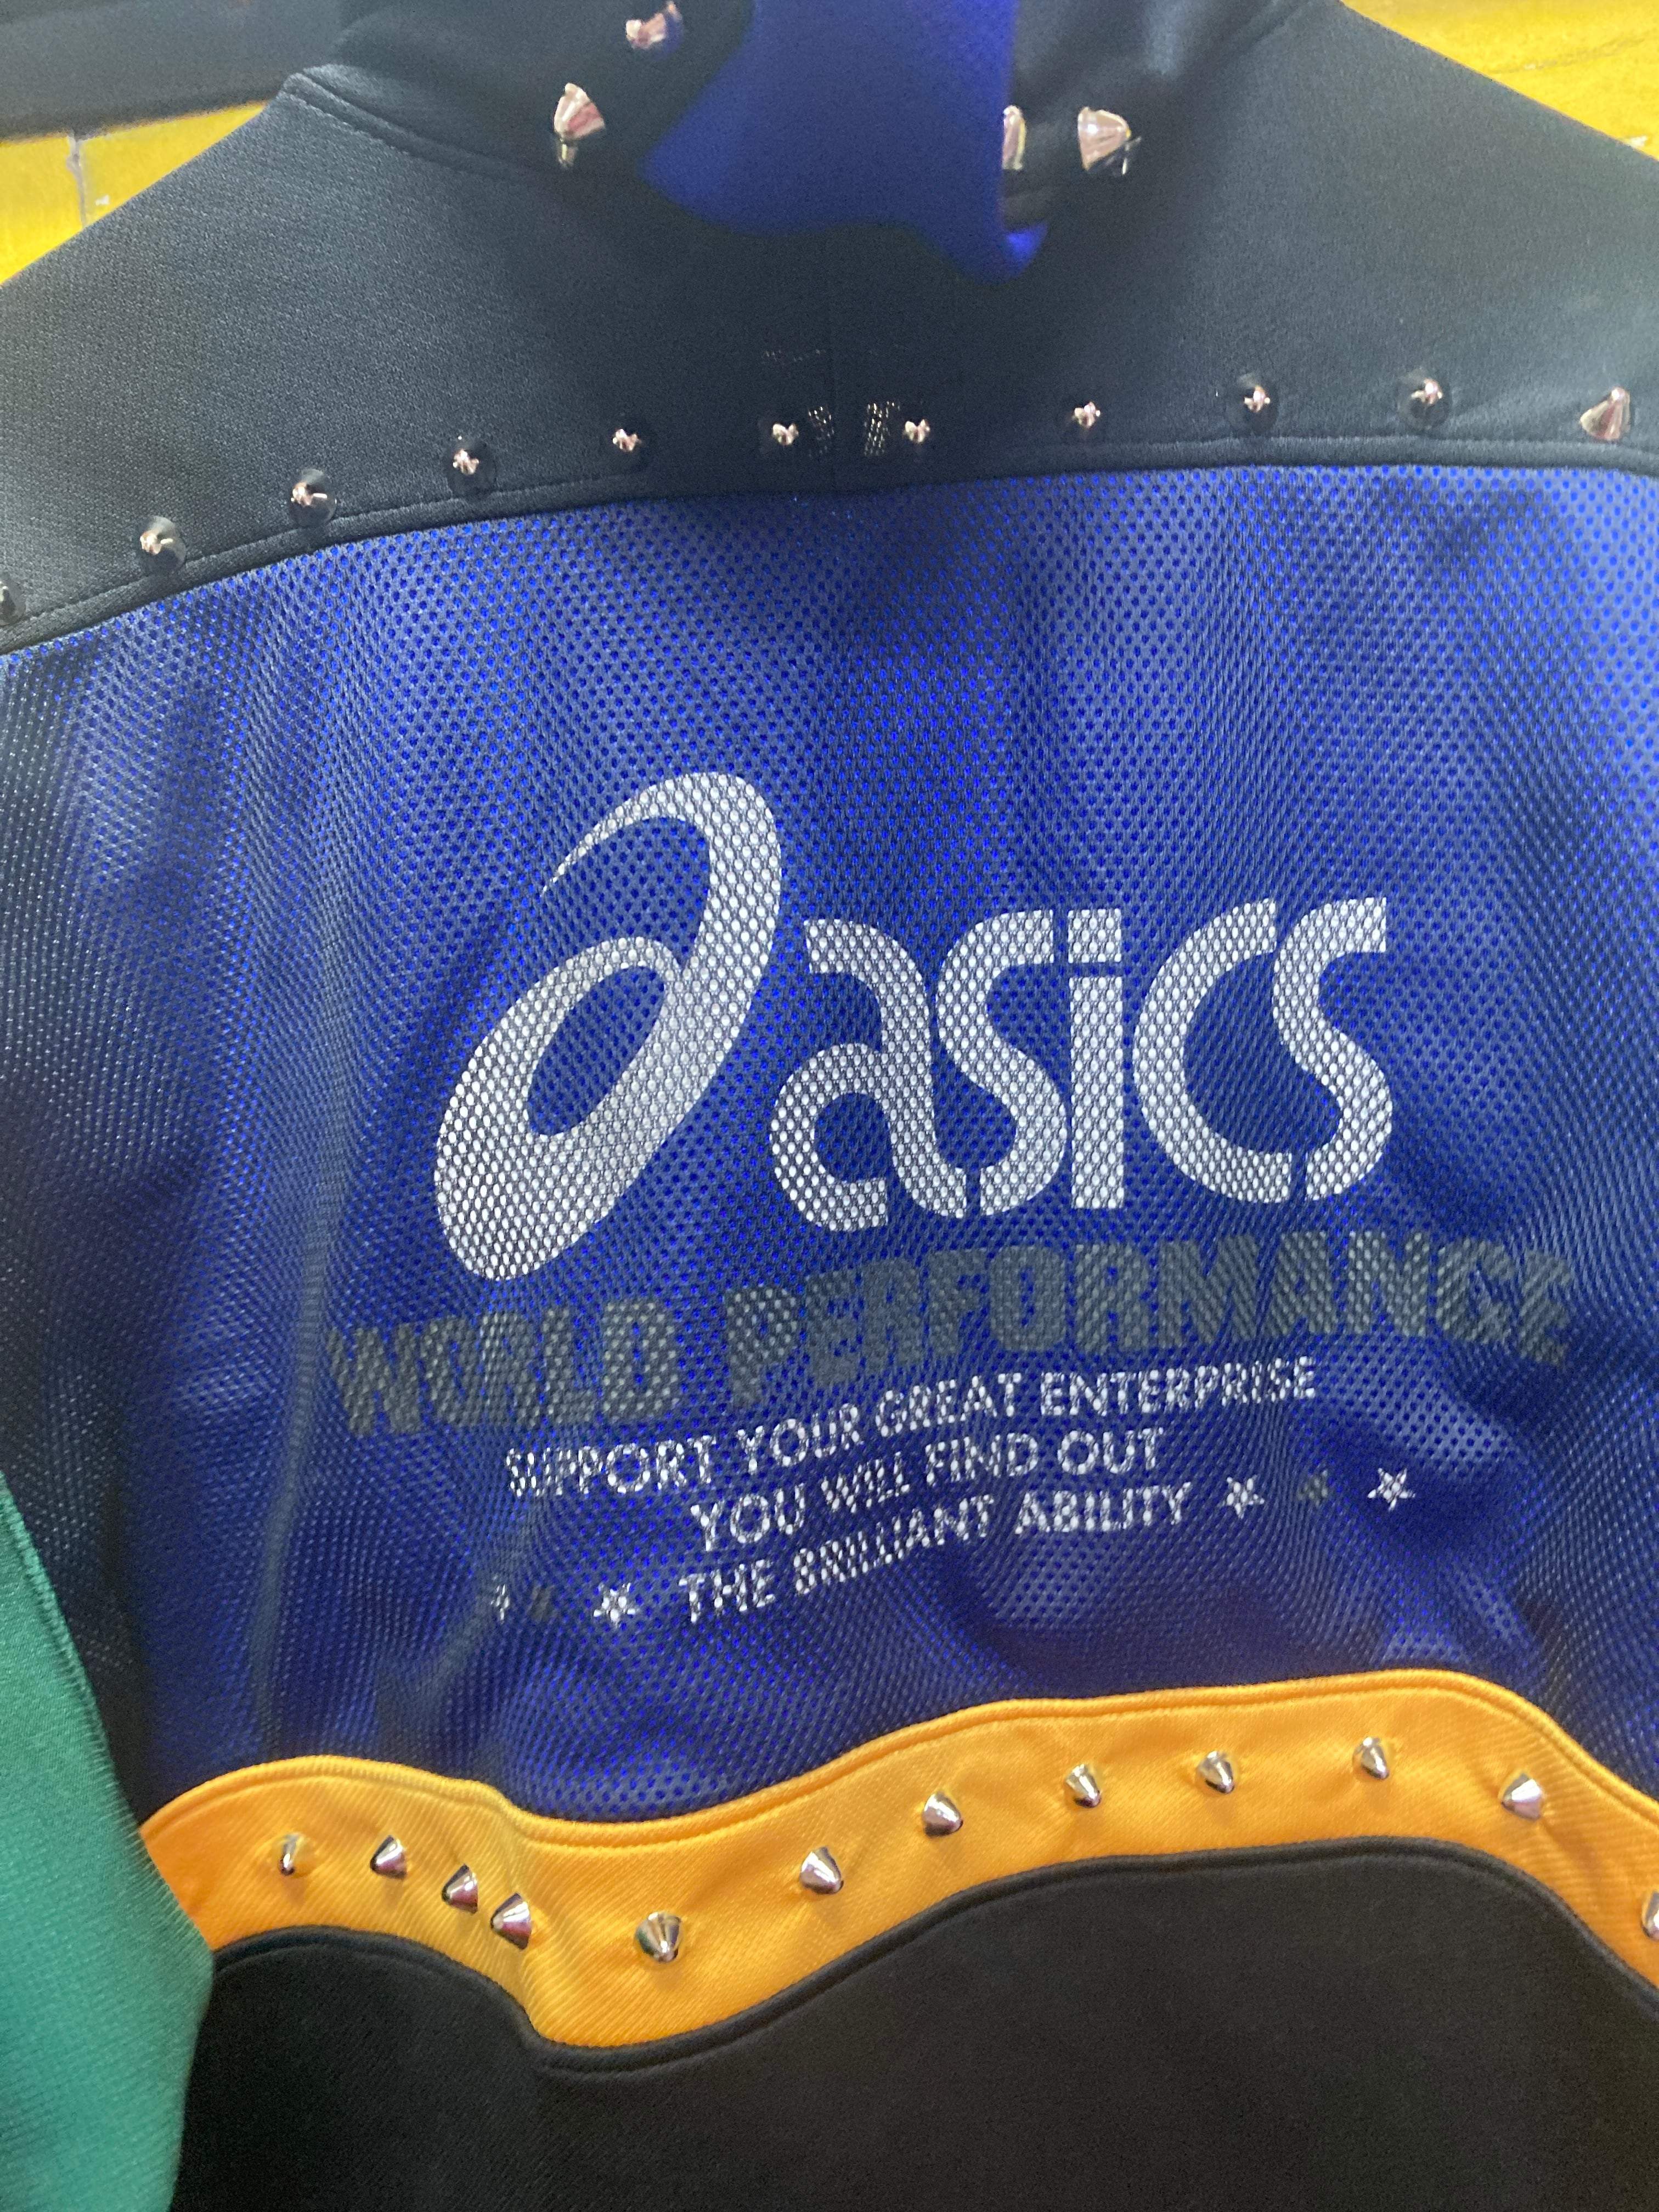 asics
WORLD PERFORMANCE
SUPPORT YOUR GREAT ENTERPRISE
YOU WILL FIND OUT
THE BRILLIANT ABILITY